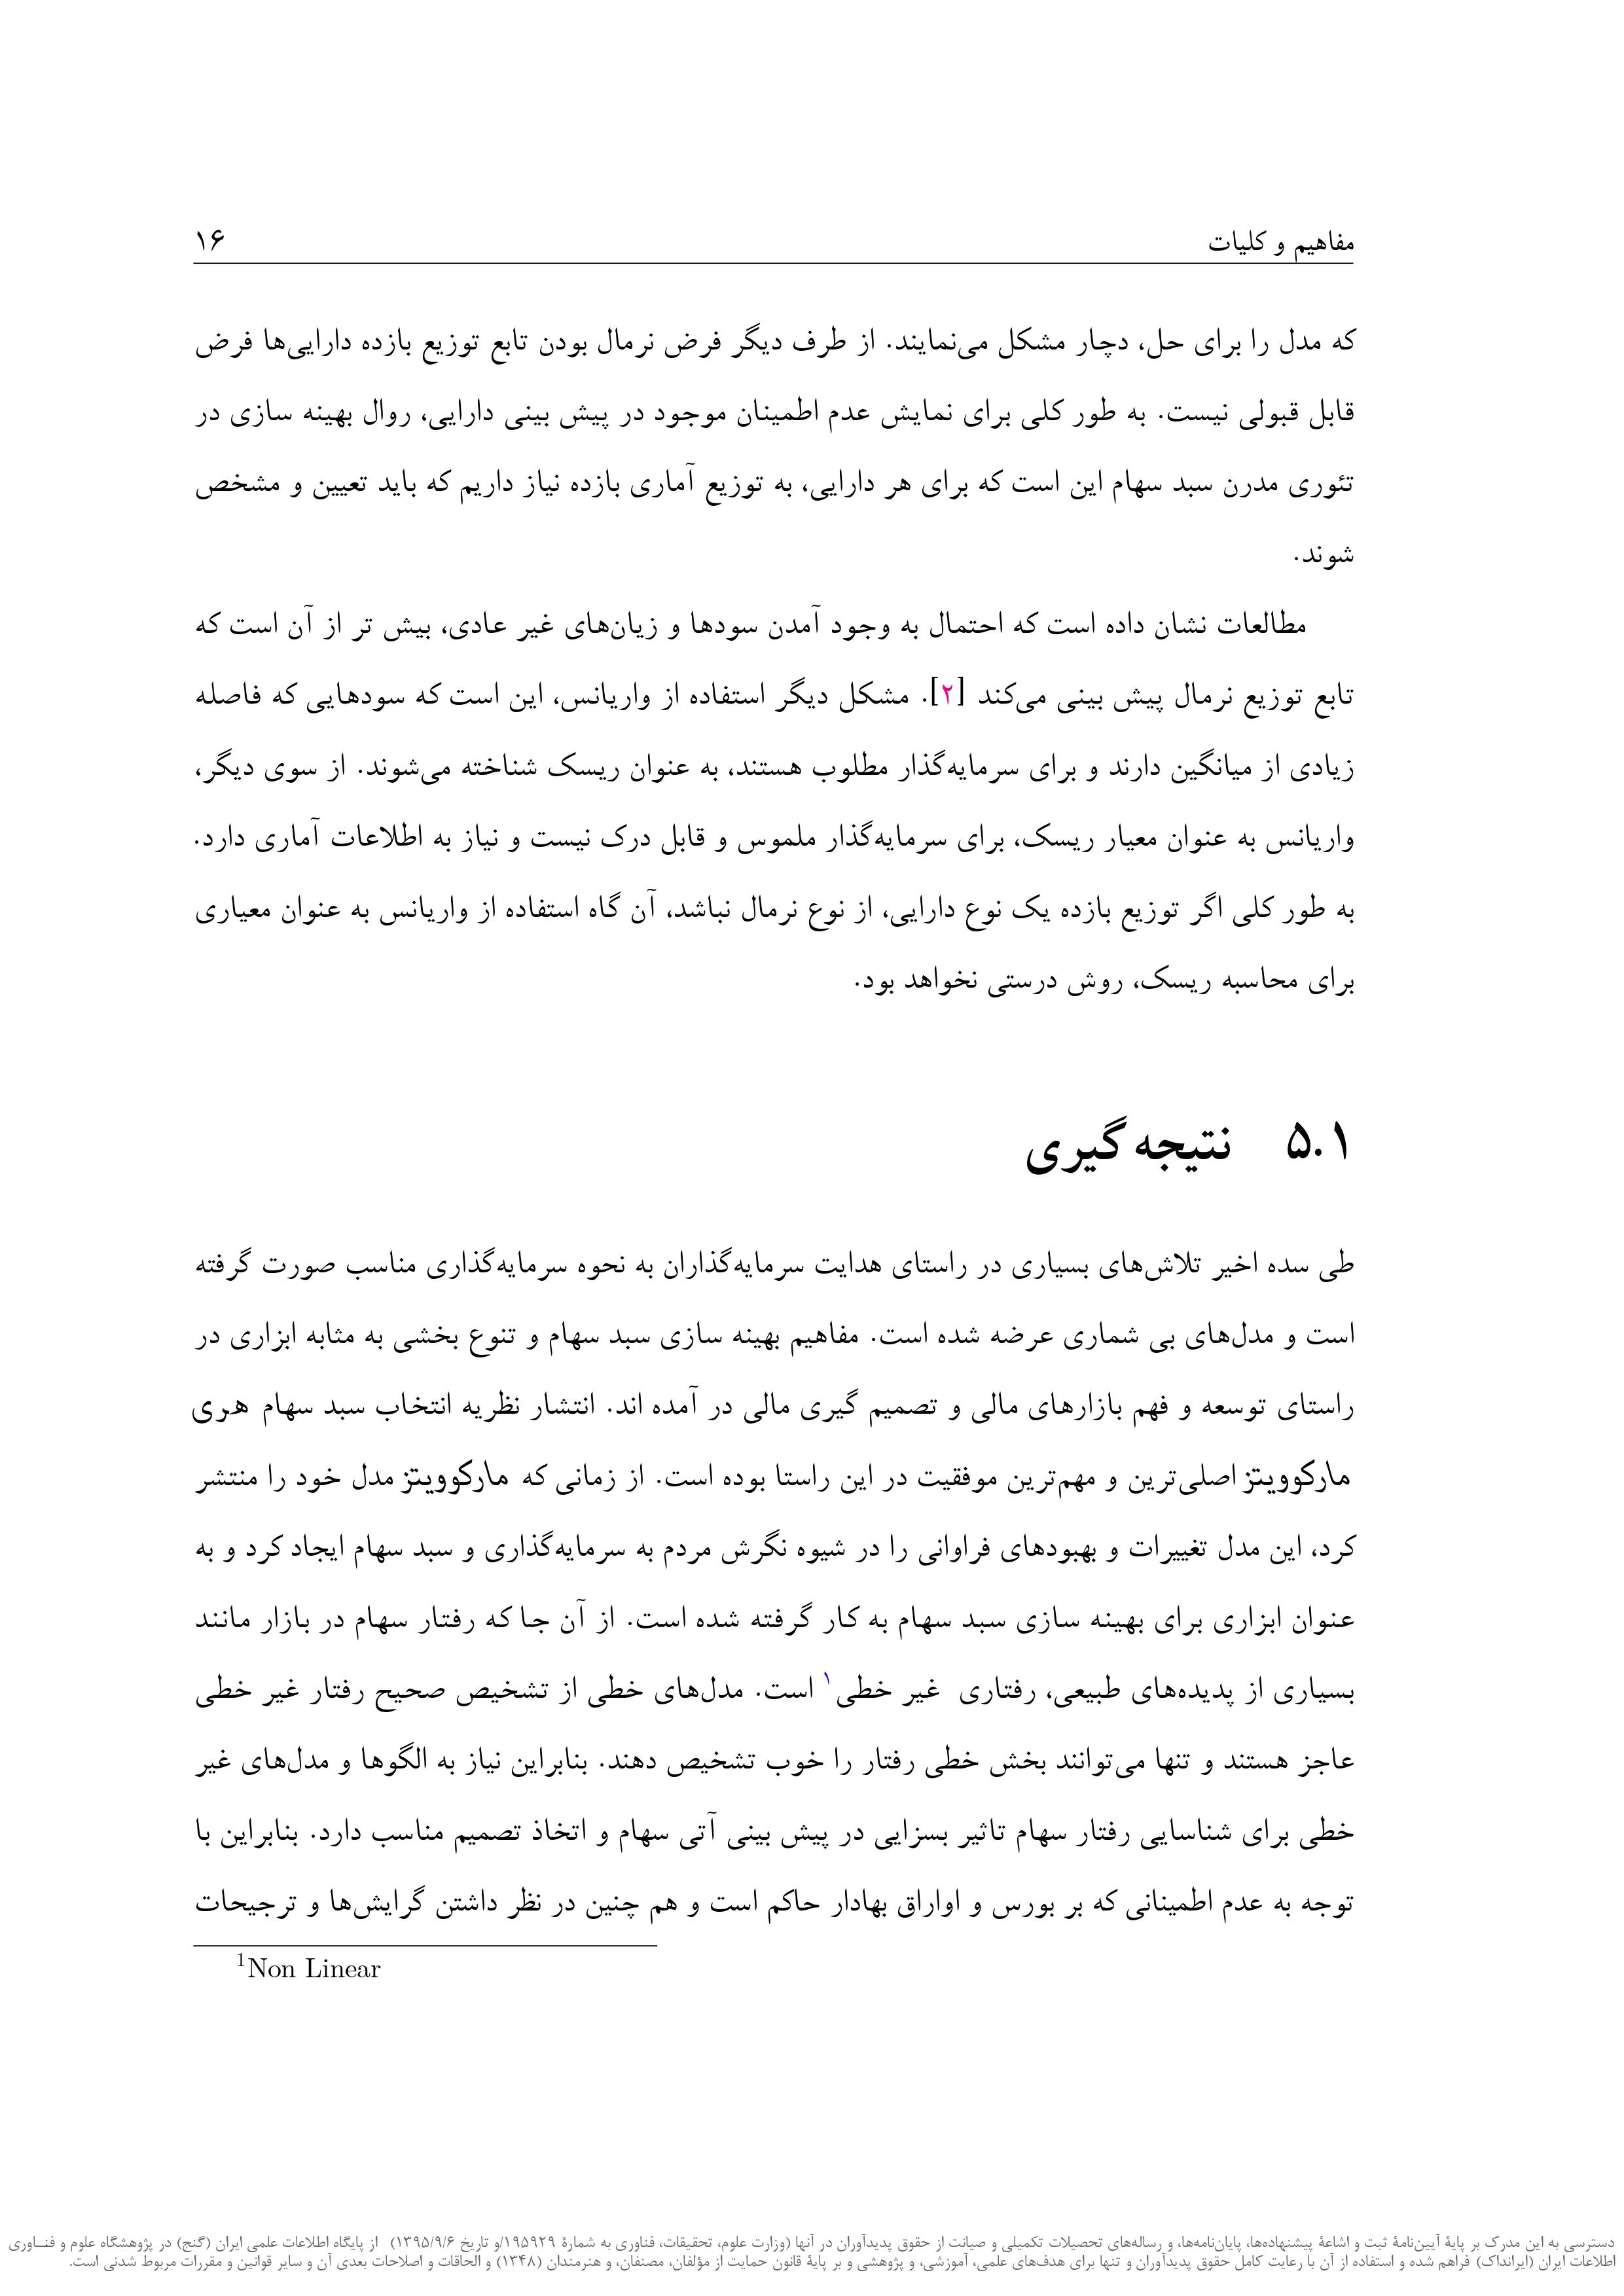 مفاهیم و کلیات ۱۶
که مدل را برای حل، دچار مشکل می‌نمایند. از طرف دیگر فرض نرمال بودن تابع توزیع بازده دارایی‌ها فرض
قابل قبولی نیست. به طور کلی برای نمایش عدم اطمینان موجود در پیش بینی دارایی، روال بهینه سازی در
تئوری مدرن سبد سهام این است که برای هر دارایی، به توزیع آماری بازده نیاز داریم که باید تعیین و مشخص
شوند.
مطالعات نشان داده است که احتمال به وجود آمدن سودها و زیان‌های غیر عادی، بیش تر از آن است که
تابع توزیع نرمال پیش بینی می‌کند [۲]. مشکل دیگر استفاده از واریانس، این است که سودهایی که فاصله
زیادی از میانگین دارند و برای سرمایه‌گذار مطلوب هستند، به عنوان ریسک شناخته می‌شوند. از سوی دیگر،
واریانس به عنوان معیار ریسک، برای سرمایه‌گذار ملموس و قابل درک نیست و نیاز به اطلاعات آماری دارد.
به طور کلی اگر توزیع بازده یک نوع دارایی، از نوع نرمال نباشد، آن گاه استفاده از واریانس به عنوان معیاری
برای محاسبه ریسک، روش درستی نخواهد بود.
۵.۱ نتیجه گیری
طی سده اخیر تلاش‌های بسیاری در راستای هدایت سرمایه‌گذاران به نحوه سرمایه‌گذاری مناسب صورت گرفته
است و مدل‌های بی شماری عرضه شده است. مفاهیم بهینه سازی سبد سهام و تنوع بخشی به مثابه ابزاری در
راستای توسعه و فهم بازارهای مالی و تصمیم گیری مالی در آمده اند. انتشار نظریه انتخاب سبد سهام هری
مارکوویتز اصلی‌ترین و مهم‌ترین موفقیت در این راستا بوده است. از زمانی که مارکوویتز مدل خود را منتشر
کرد، این مدل تغییرات و بهبودهای فراوانی را در شیوه نگرش مردم به سرمایه‌گذاری و سبد سهام ایجاد کرد و به
عنوان ابزاری برای بهینه سازی سبد سهام به کار گرفته شده است. از آن جا که رفتار سهام در بازار مانند
بسیاری از پدیده‌های طبیعی، رفتاری غیر خطی۱ است. مدل‌های خطی از تشخیص صحیح رفتار غیر خطی
عاجز هستند و تنها می‌توانند بخش خطی رفتار را خوب تشخیص دهند. بنابراین نیاز به الگوها و مدل‌های غیر
خطی برای شناسایی رفتار سهام تاثیر بسزایی در پیش بینی آتی سهام و اتخاذ تصمیم مناسب دارد. بنابراین با
توجه به عدم اطمینانی که بر بورس و اواراق بهادار حاکم است و هم چنین در نظر داشتن گرایش‌ها و ترجیحات
1Non Linear
دسترسی به این مدرک بر پایهٔ آیین‌نامهٔ ثبت و اشاعهٔ پیشنهاده‌ها، پایان‌نامه‌ها، و رساله‌های تحصیلات تکمیلی و صیانت از حقوق پدیدآوران در آنها (وزارت علوم، تحقیقات، فناوری به شمارهٔ ۱۹۵۹۲۹/و تاریخ ۱۳۹۵/۹/۶) از پایگاه اطلاعات علمی ایران (گنج) در پژوهشگاه علوم و فنـــاوری
اطلاعات ایران (ایرانداک) فراهم شده و استفاده از آن با رعایت کامل حقوق پدیدآوران و تنها برای هدف‌های علمی، آموزشی، و پژوهشی و بر پایهٔ قانون حمایت از مؤلفان، مصنفان، و هنرمندان (۱۳۴۸) و الحاقات و اصلاحات بعدی آن و سایر قوانین و مقررات مربوط شدنی است.